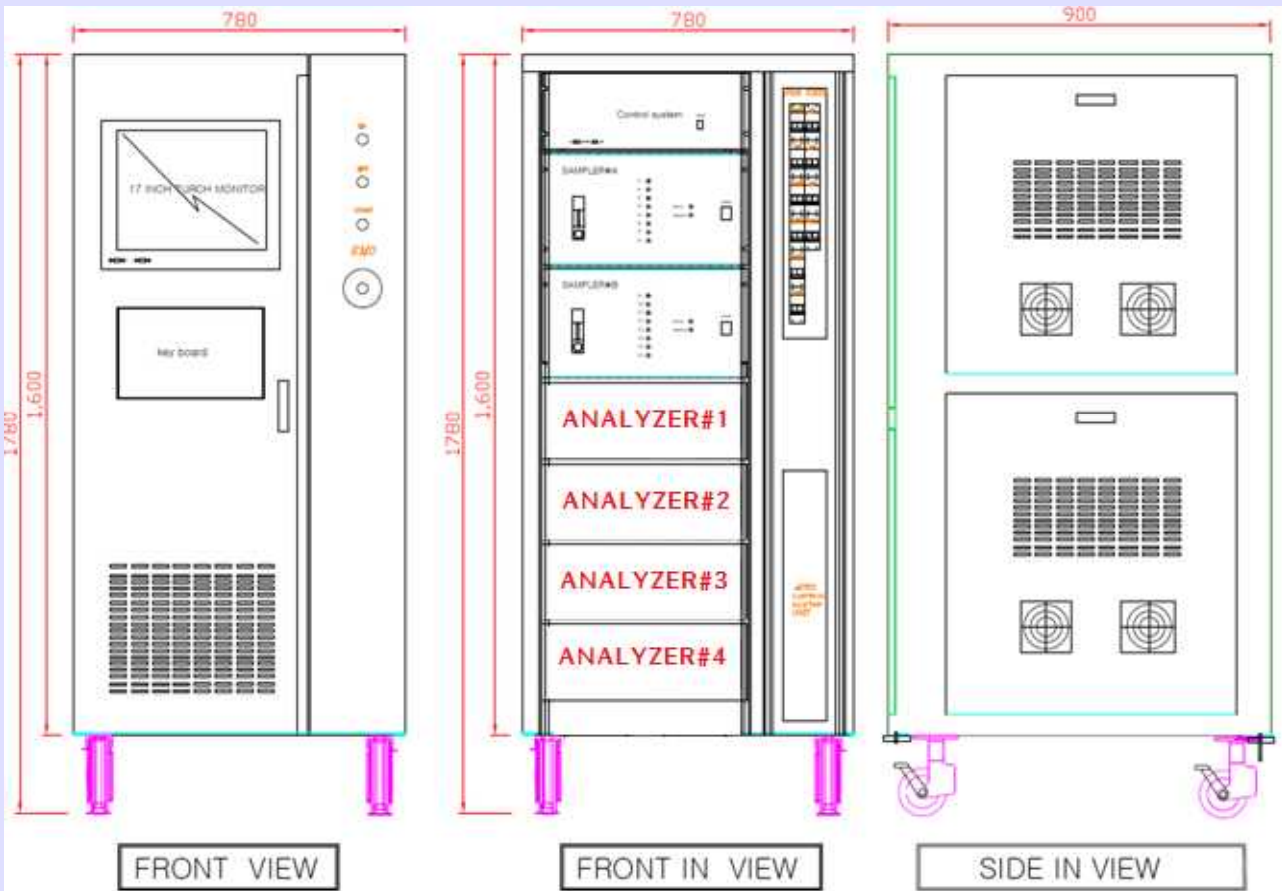 780
780
900
1780
1,600
1780
1,600
17 INCH TURCH MONITOR
EMO
key board
Control system
SAMPLER#A
SAMPLER#B
ANALYZER#1
ANALYZER#2
ANALYZER#3
ANALYZER#4
FRONT VIEW
FRONT IN VIEW
SIDE IN VIEW